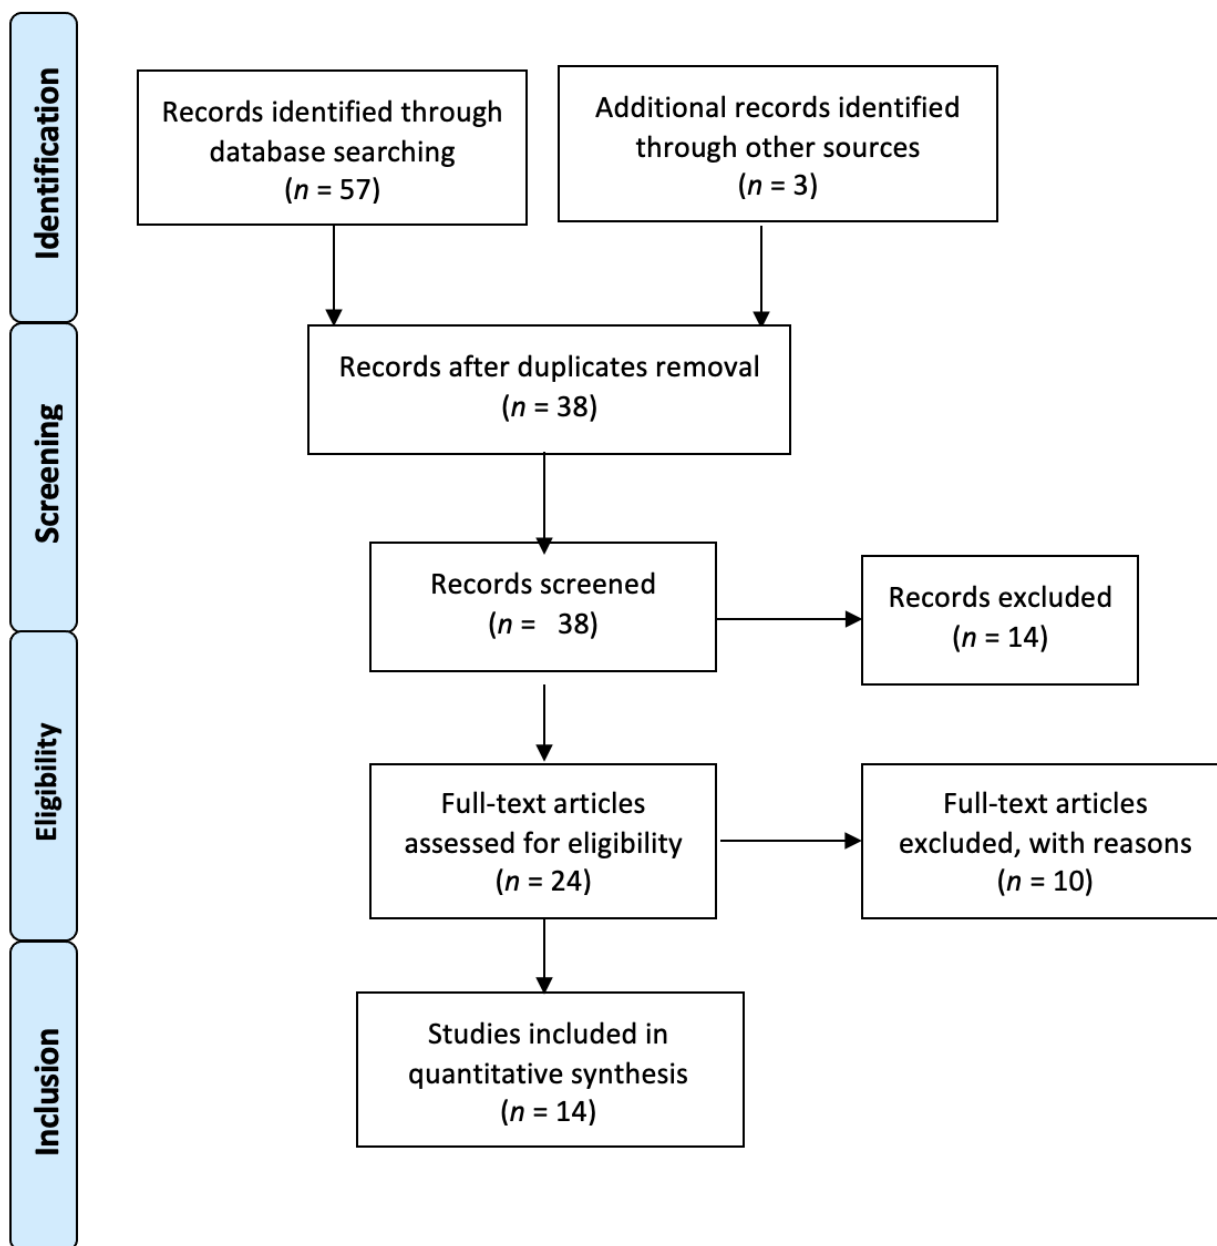 Identification
Records identified through
database searching
(n = 57)
Additional records identified
through other sources
(n = 3)
Screening
Records after duplicates removal
(n = 38)
Records screened
(n = 38)
Records excluded
(n = 14)
Eligibility
Full-text articles
assessed for eligibility
(n = 24)
Full-text articles
excluded, with reasons
(n = 10)
Inclusion
Studies included in
quantitative synthesis
(n = 14)